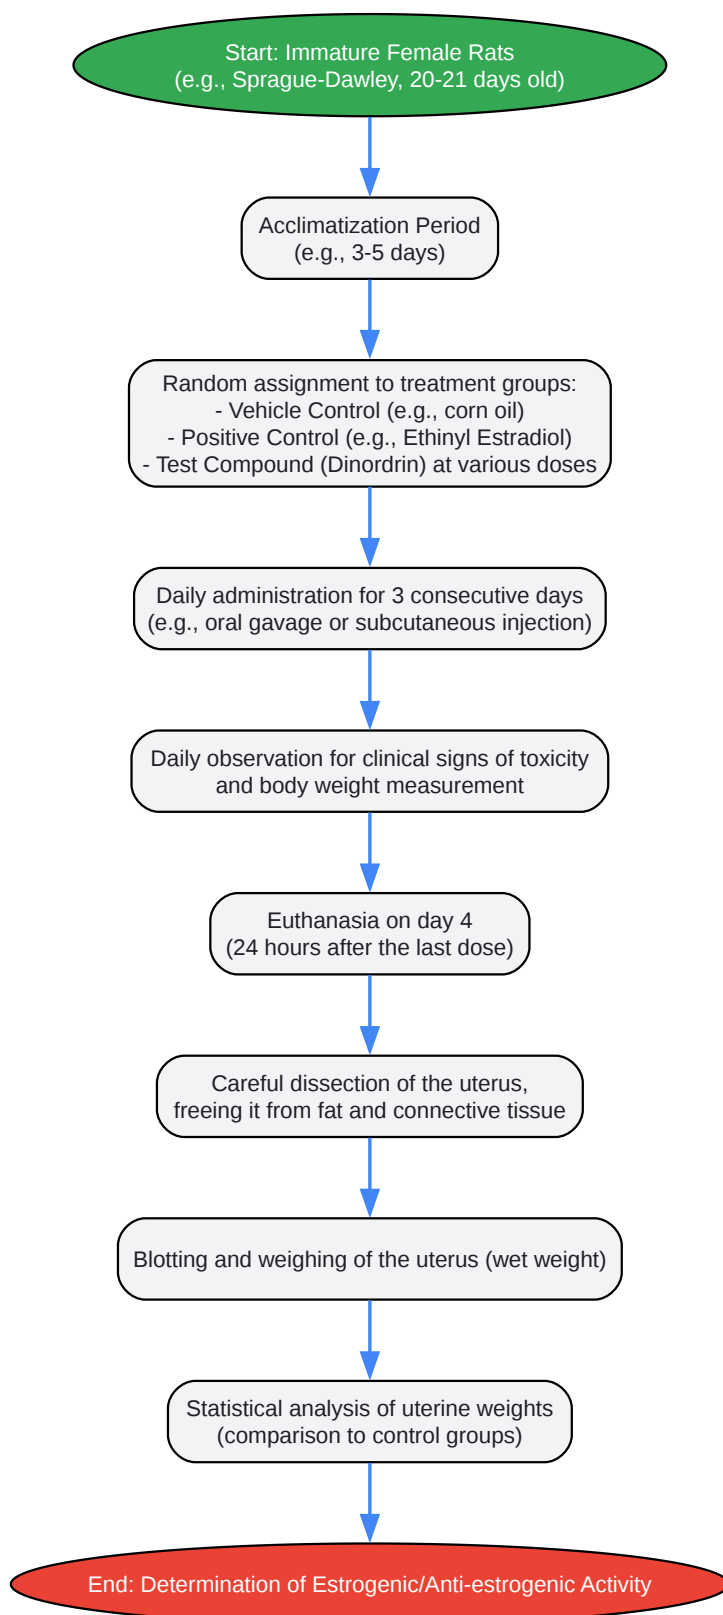 Start: Immature Female Rats
(e.g., Sprague-Dawley, 20-21 days old)
Acclimatization Period
(e.g., 3-5 days)
Random assignment to treatment groups:
- Vehicle Control (e.g., corn oil)
- Positive Control (e.g., Ethinyl Estradiol)
- Test Compound (Dinordrin) at various doses
Daily administration for 3 consecutive days
(e.g., oral gavage or subcutaneous injection)
Daily observation for clinical signs of toxicity
and body weight measurement
Euthanasia on day 4
(24 hours after the last dose)
Careful dissection of the uterus,
freeing it from fat and connective tissue
Blotting and weighing of the uterus (wet weight)
Statistical analysis of uterine weights
(comparison to control groups)
End: Determination of Estrogenic/Anti-estrogenic Activity